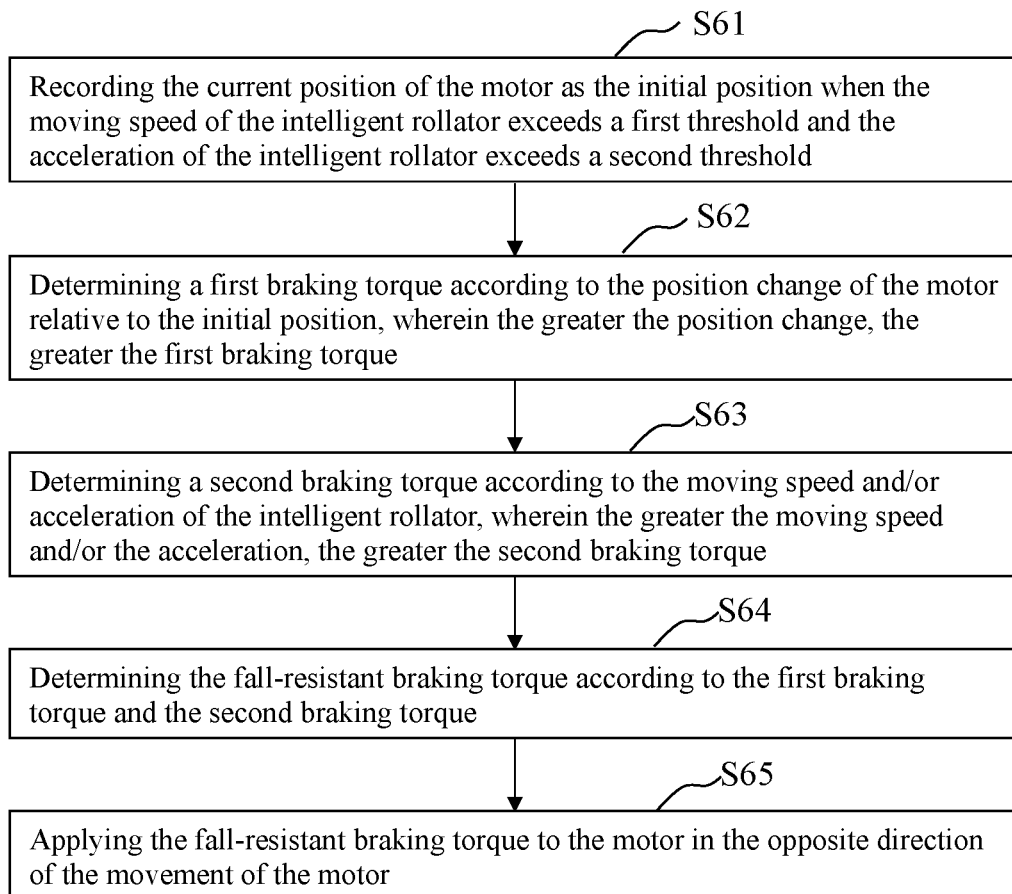 S61
Recording the current position of the motor as the initial position when the
moving speed of the intelligent rollator exceeds a first threshold and the
acceleration of the intelligent rollator exceeds a second threshold
S62
Determining a first braking torque according to the position change of the motor
relative to the initial position, wherein the greater the position change, the
greater the first braking torque
S63
Determining a second braking torque according to the moving speed and/or
acceleration of the intelligent rollator, wherein the greater the moving speed
and/or the acceleration, the greater the second braking torque
S64
Determining the fall-resistant braking torque according to the first braking
torque and the second braking torque
S65
Applying the fall-resistant braking torque to the motor in the opposite direction
of the movement of the motor